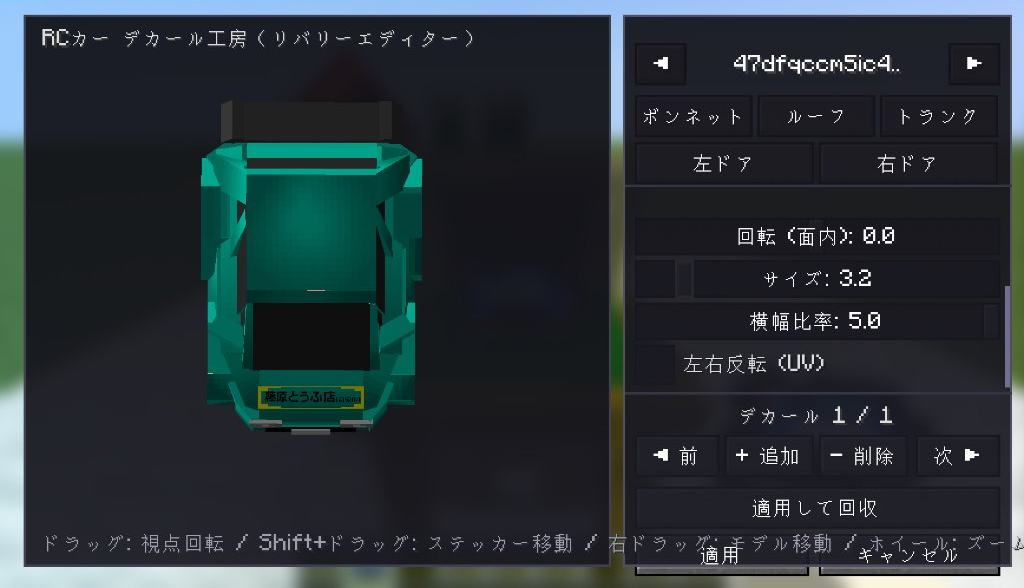 RCカー デカール工房（リバリーエディター）
藤原とうふ店
47dfqccm5ic4..
ボンネット ルーフ トランク
左ドア 右ドア
回転 (面内): 0.0
サイズ: 3.2
横幅比率: 5.0
左右反転 (UV)
デカール 1 / 1
◀ 前 + 追加 − 削除 次 ▶
適用して回収
ドラッグ: 視点回転 / Shift+ドラッグ: ステッカー移動 / 右ドラッグ: モデル移動 / ホイール: ズーム
適用 キャンセル